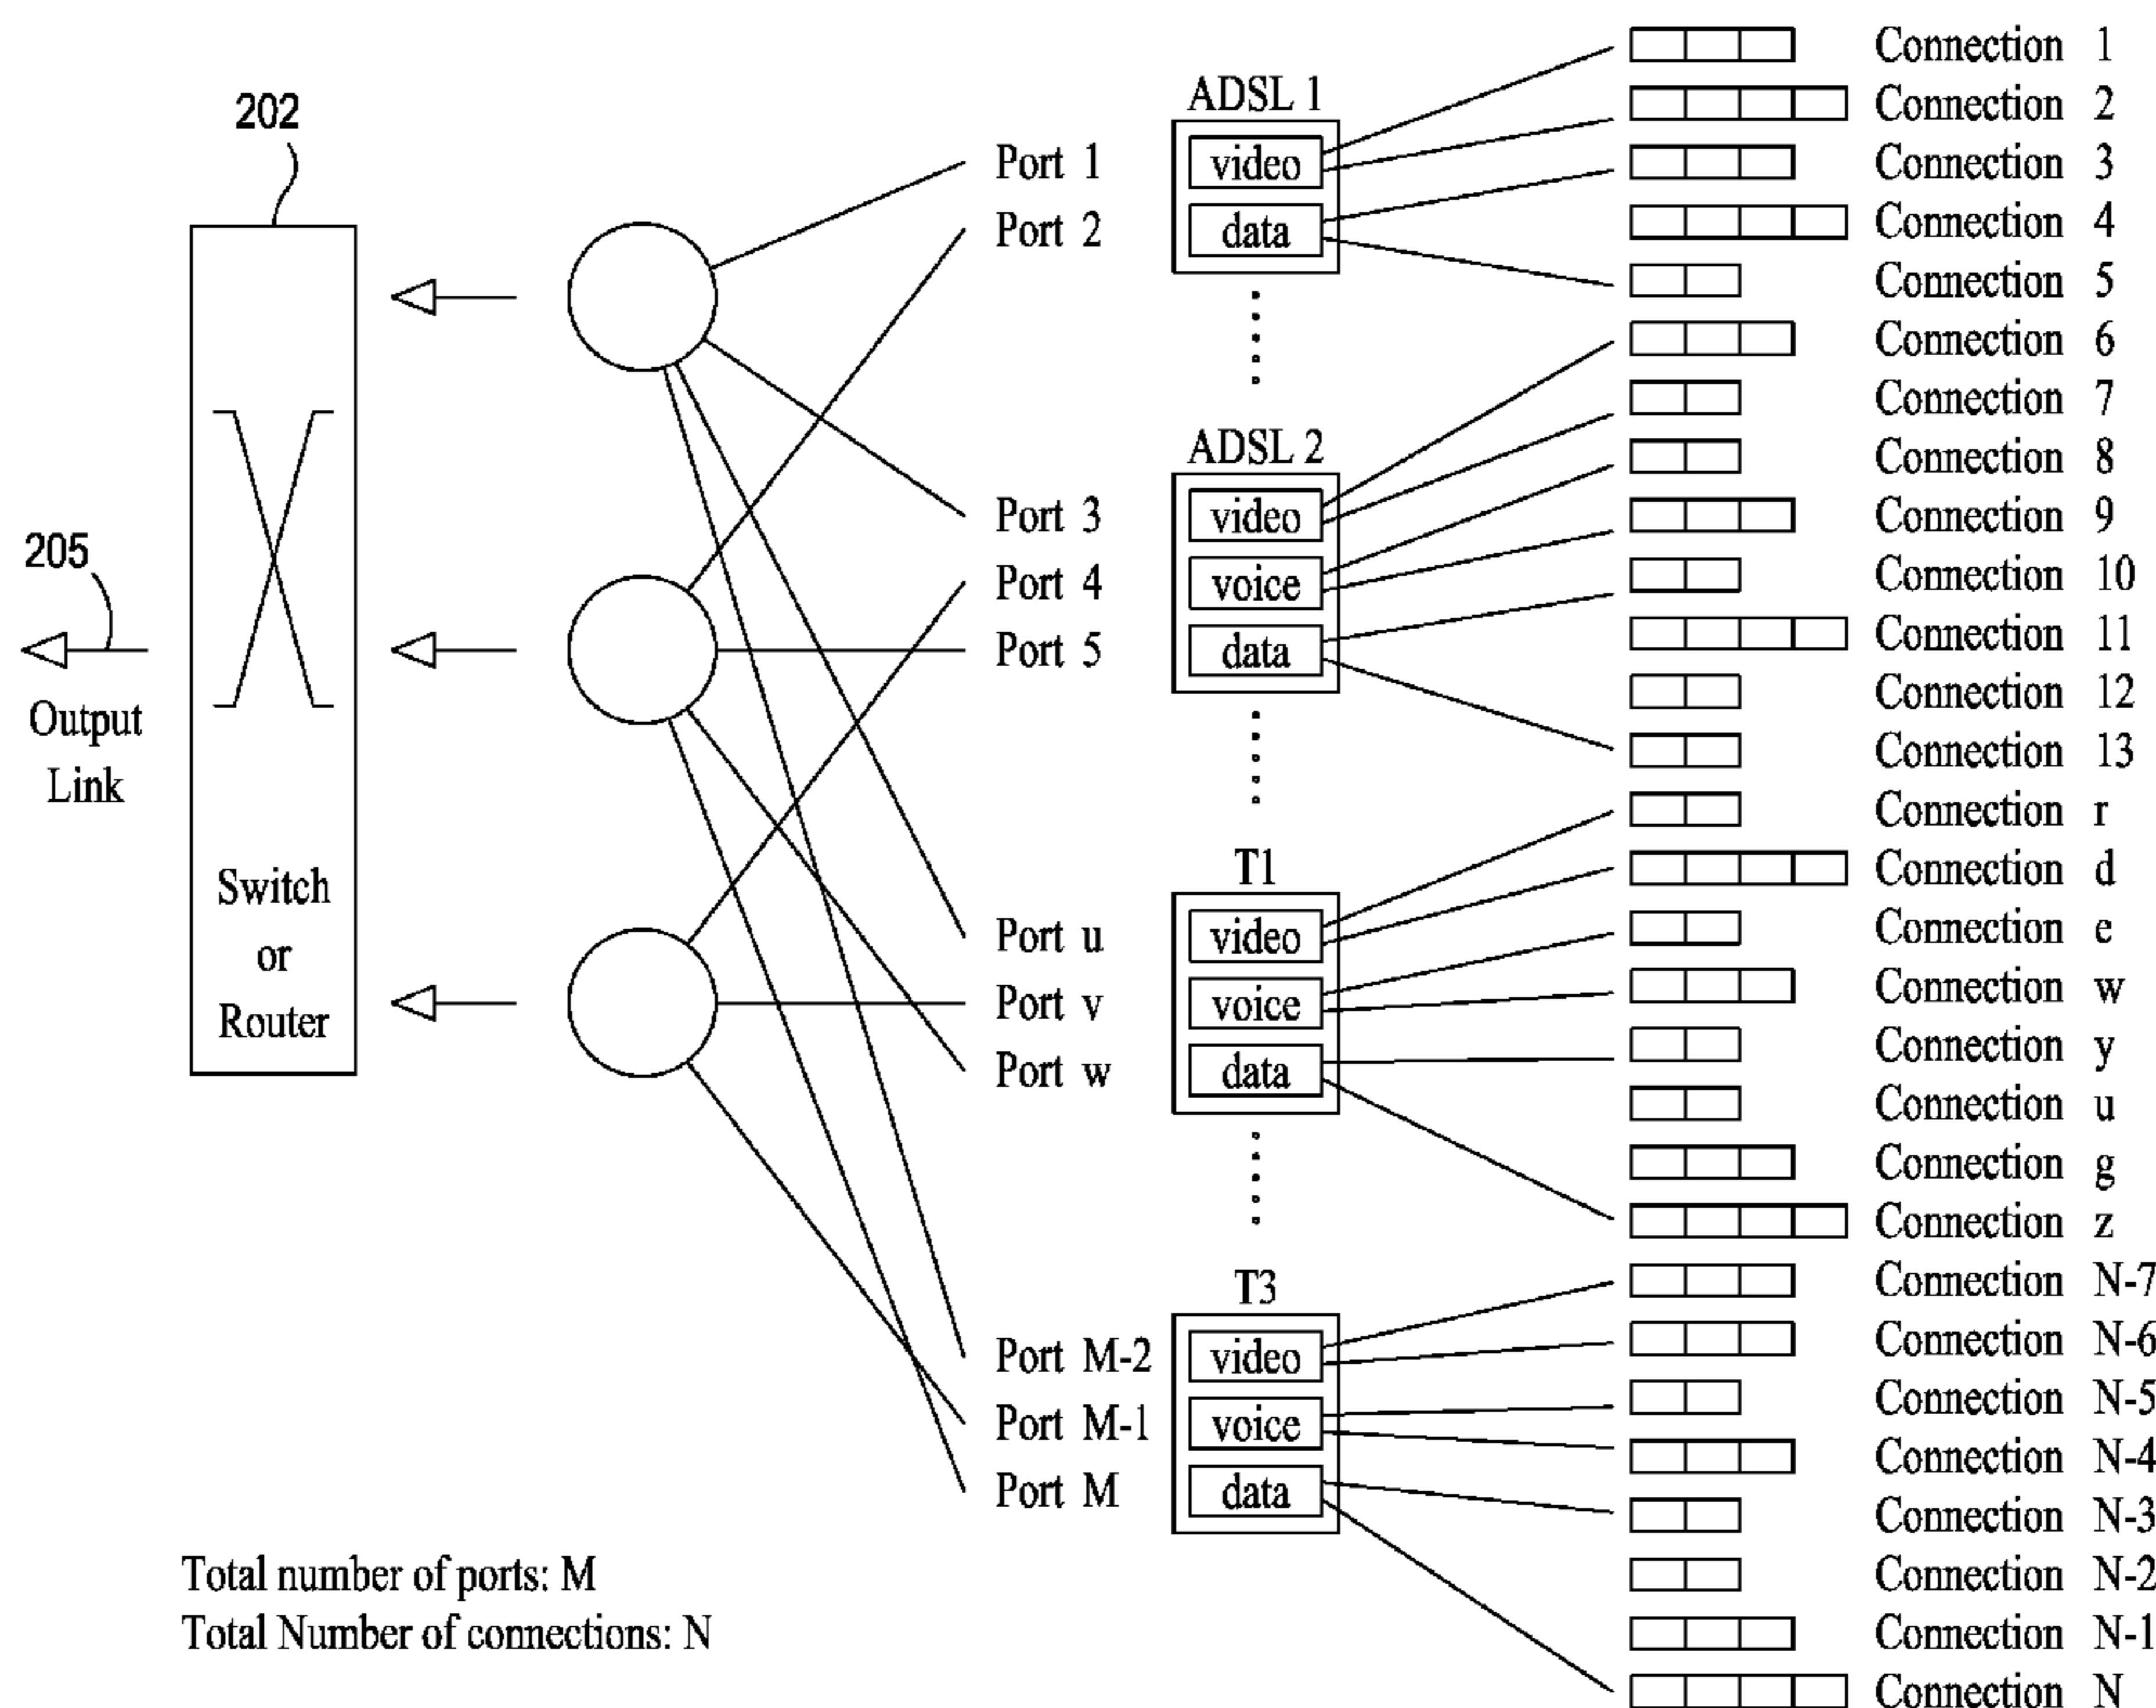 202
205
Output
Link
Switch
or
Router
Port 1
Port 2
Port 3
Port 4
Port 5
Port u
Port v
Port w
Port M-2
Port M-1
Port M
ADSL 1
video
data
ADSL 2
video
voice
data
T1
video
voice
data
T3
video
voice
data
Connection 1
Connection 2
Connection 3
Connection 4
Connection 5
Connection 6
Connection 7
Connection 8
Connection 9
Connection 10
Connection 11
Connection 12
Connection 13
Connection r
Connection d
Connection e
Connection w
Connection y
Connection u
Connection g
Connection z
Connection N-7
Connection N-6
Connection N-5
Connection N-4
Connection N-3
Connection N-2
Connection N-1
Connection N
Total number of ports: M
Total Number of connections: N